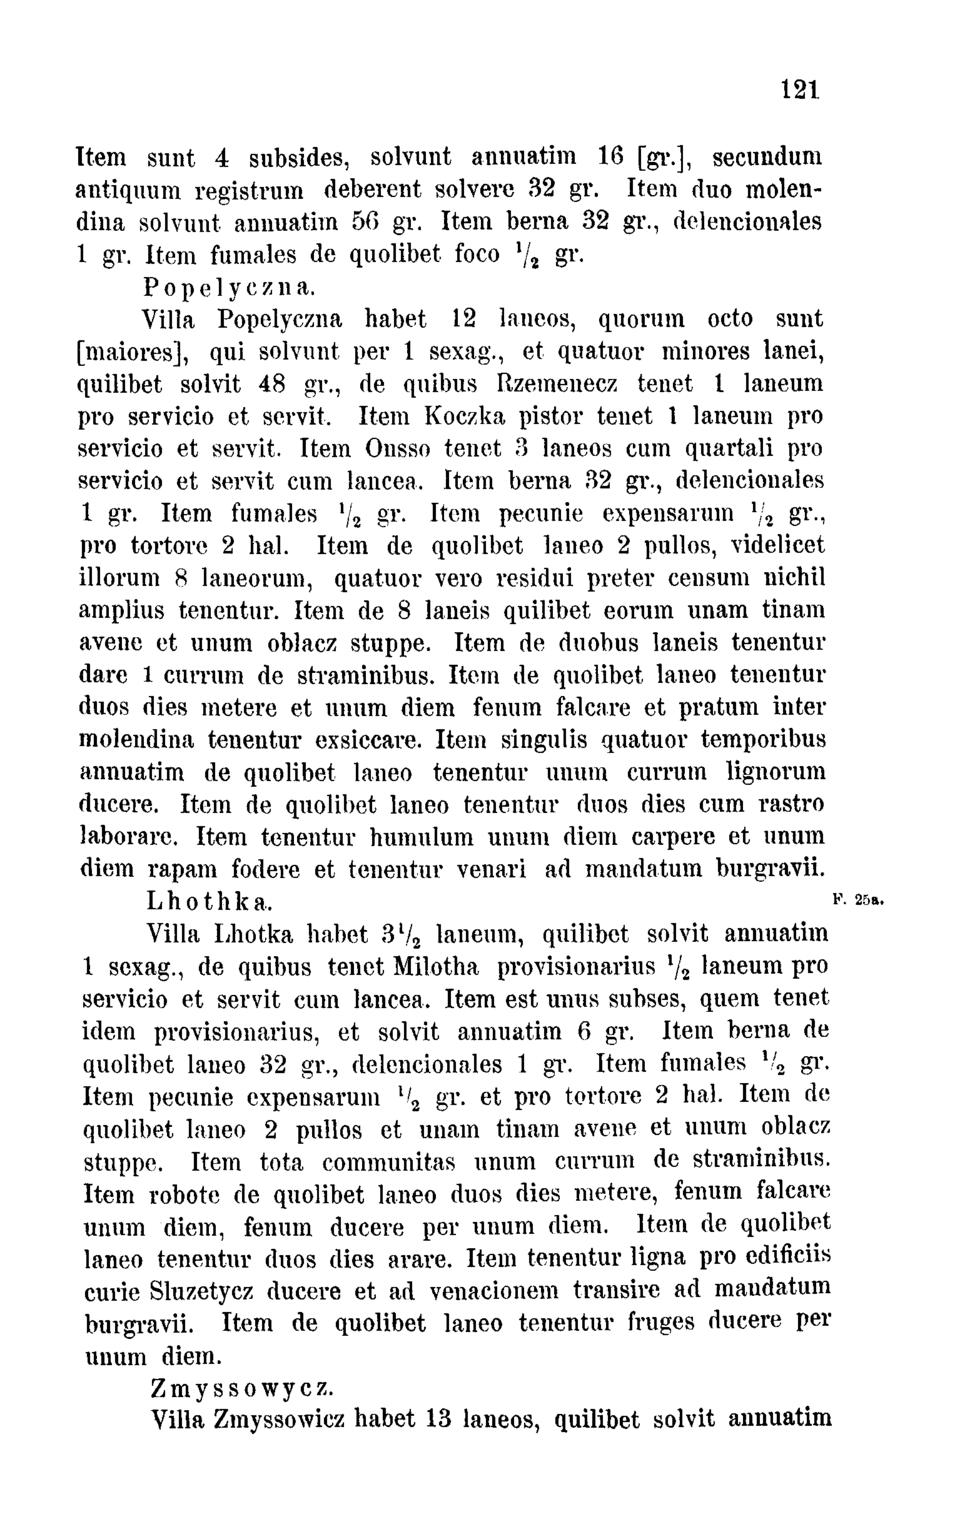 121
Item sunt 4 subsides, solvunt annuatim 16 [gr.], secundum
antiquum registrum deberent solvere 32 gr. Item duo molen-
dina solvunt annuatim 56 gr. Item berna 32 gr., delencionales
1 gr. Item fumales de quolibet foco ½ gr.
Popelyczna.
Villa Popelyczna habet 12 laneos, quorum octo sunt
[maiores], qui solvunt per 1 sexag., et quatuor minores lanei,
quilibet solvit 48 gr., de quibus Rzemenecz tenet 1 laneum
pro servicio et servit. Item Koczka pistor tenet 1 laneum pro
servicio et servit. Item Onsso tenet 3 laneos cum quartali pro
servicio et servit cum lancea. Item berna 32 gr., delencionales
1 gr. Item fumales ½ gr. Item pecunie expensarum ½ gr.,
pro tortore 2 hal. Item de quolibet laneo 2 pullos, videlicet
illorum 8 laneorum, quatuor vero residui preter censum nichil
amplius tenentur. Item de 8 laneis quilibet eorum unam tinam
avene et unum oblacz stuppe. Item de duobus laneis tenentur
dare 1 currum de straminibus. Item de quolibet laneo tenentur
duos dies metere et unum diem fenum falcare et pratum inter
molendina tenentur exsiccare. Item singulis quatuor temporibus
annuatim de quolibet laneo tenentur unum currum lignorum
ducere. Item de quolibet laneo tenentur duos dies cum rastro
laborare. Item tenentur humulum unum diem carpere et unum
diem rapam fodere et tenentur venari ad mandatum burgravii.
Lhothka. F. 25a.
Villa Lhotka habet 3½ laneum, quilibet solvit annuatim
1 sexag., de quibus tenet Milotha provisionarius ½ laneum pro
servicio et servit cum lancea. Item est unus subses, quem tenet
idem provisionarius, et solvit annuatim 6 gr. Item berna de
quolibet laneo 32 gr., delencionales 1 gr. Item fumales ½ gr.
Item pecunie expensarum ½ gr. et pro tortore 2 hal. Item de
quolibet laneo 2 pullos et unam tinam avene et unum oblacz
stuppe. Item tota communitas unum currum de straminibus.
Item robote de quolibet laneo duos dies metere, fenum falcare
unum diem, fenum ducere per unum diem. Item de quolibet
laneo tenentur duos dies arare. Item tenentur ligna pro edificiis
curie Sluzetycz ducere et ad venacionem transire ad mandatum
burgravii. Item de quolibet laneo tenentur fruges ducere per
unum diem.
Zmyssowycz.
Villa Zmyssowicz habet 13 laneos, quilibet solvit annuatim